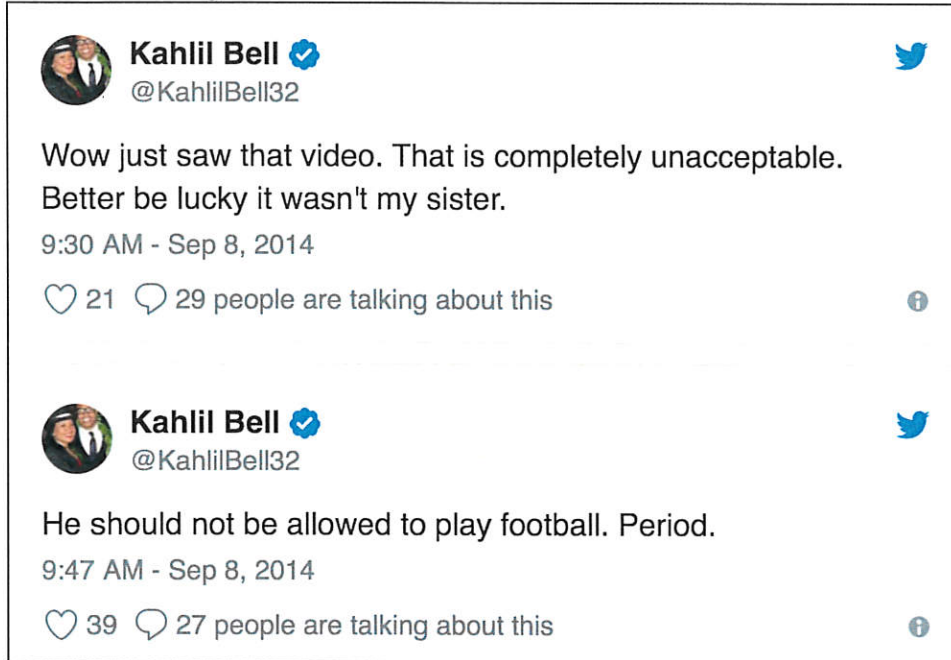 Kahlil Bell
@KahlilBell32
Wow just saw that video. That is completely unacceptable.
Better be lucky it wasn't my sister.
9:30 AM - Sep 8, 2014
21 29 people are talking about this
Kahlil Bell
@KahlilBell32
He should not be allowed to play football. Period.
9:47 AM - Sep 8, 2014
39 27 people are talking about this